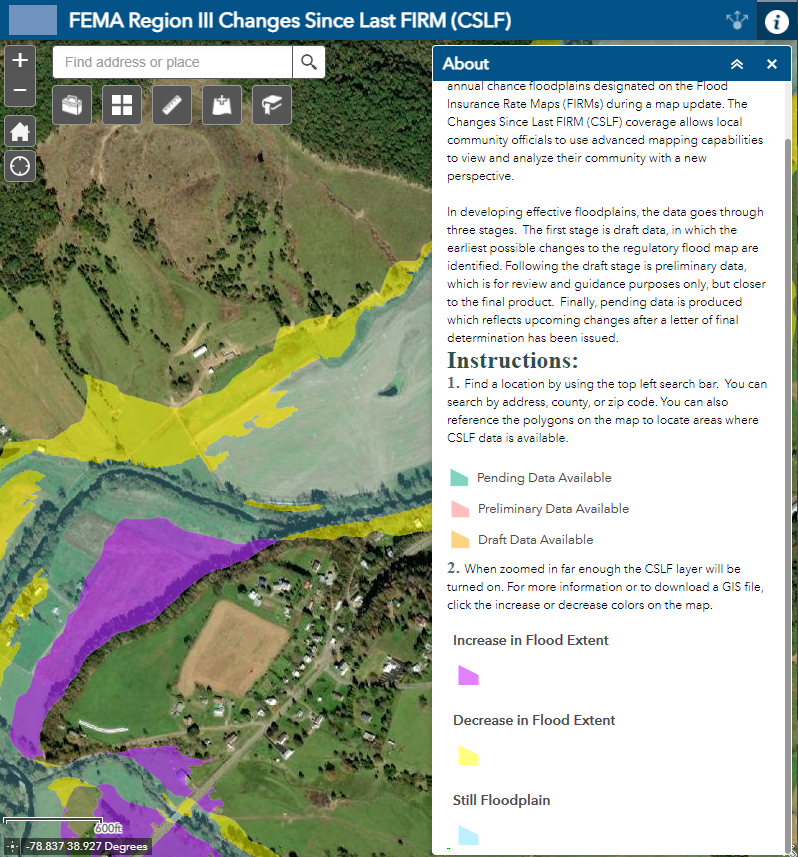 FEMA Region III Changes Since Last FIRM (CSLF)
Find address or place
About
annual chance floodplains designated on the Flood
Insurance Rate Maps (FIRMs) during a map update. The
Changes Since Last FIRM (CSLF) coverage allows local
community officials to use advanced mapping capabilities
to view and analyze their community with a new
perspective.
In developing effective floodplains, the data goes through
three stages.  The first stage is draft data, in which the
earliest possible changes to the regulatory flood map are
identified. Following the draft stage is preliminary data,
which is for review and guidance purposes only, but closer
to the final product.  Finally, pending data is produced
which reflects upcoming changes after a letter of final
determination has been issued.
Instructions:
1. Find a location by using the top left search bar.  You can
search by address, county, or zip code. You can also
reference the polygons on the map to locate areas where
CSLF data is available.
Pending Data Available
Preliminary Data Available
Draft Data Available
2. When zoomed in far enough the CSLF layer will be
turned on. For more information or to download a GIS file,
click the increase or decrease colors on the map.
Increase in Flood Extent
Decrease in Flood Extent
Still Floodplain
600ft
-78.837 38.927 Degrees